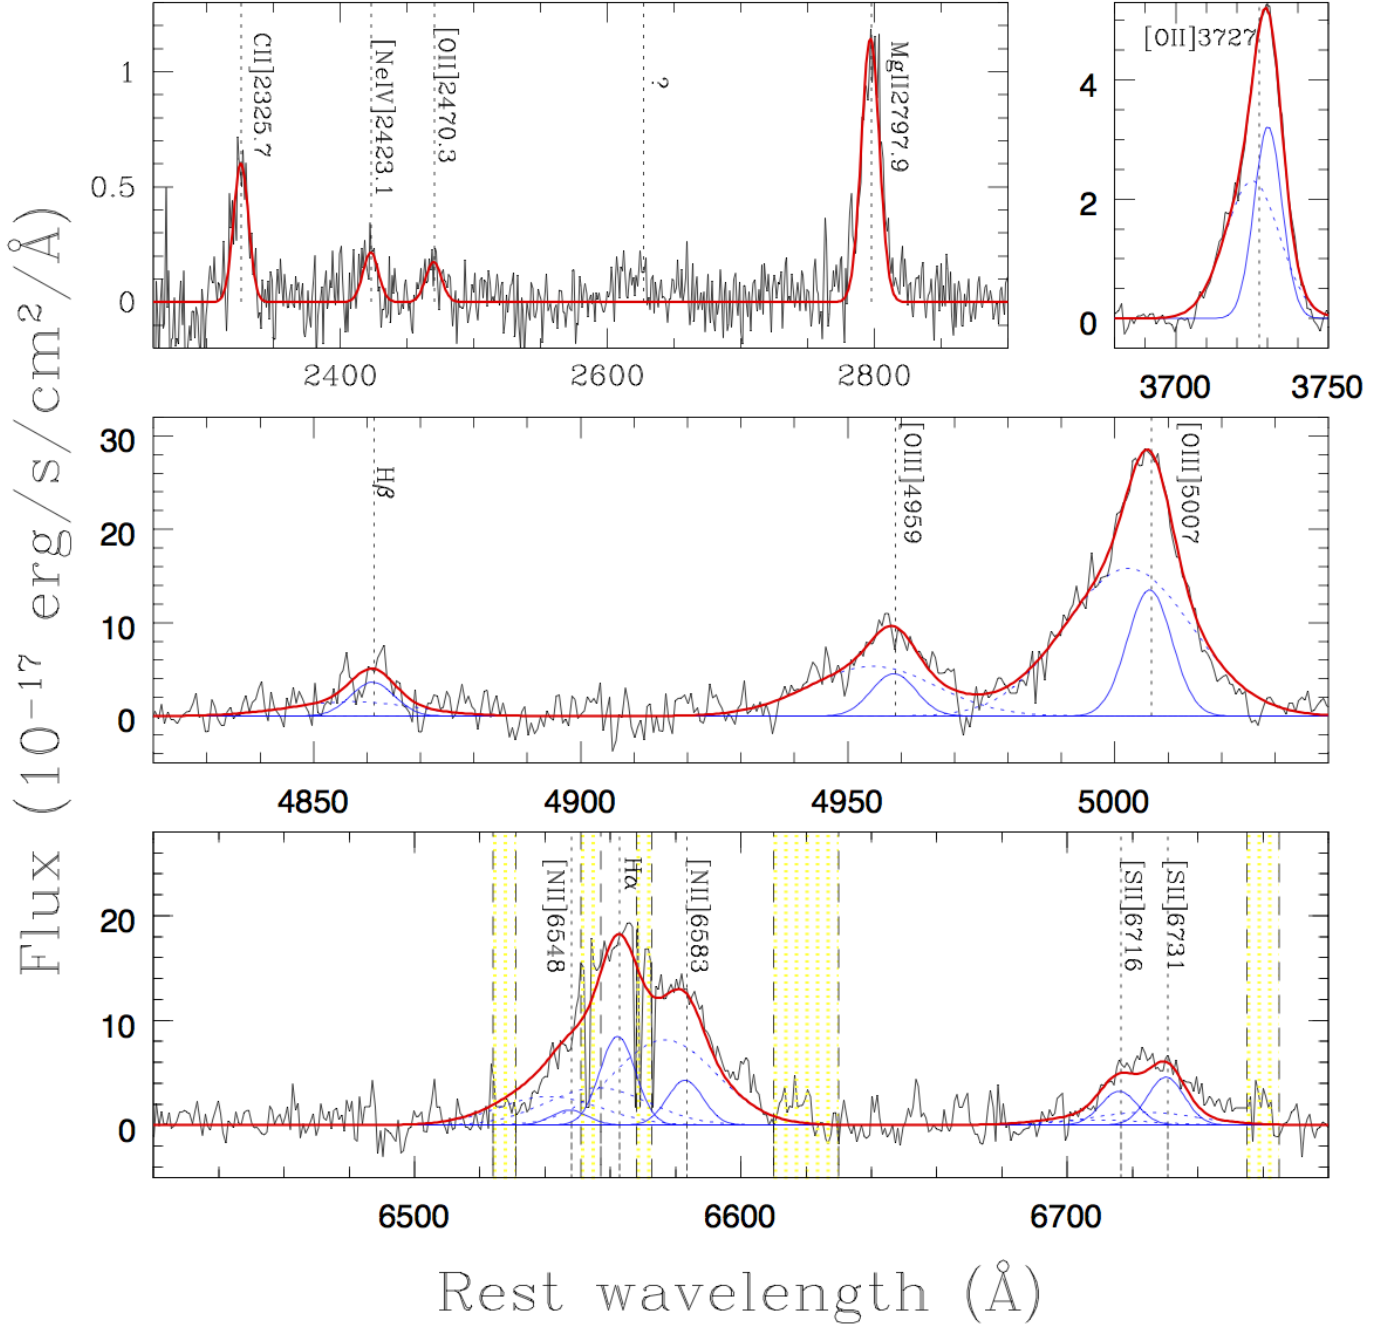 Flux (10−17 erg/s/cm2/Å)
1
0.5
0
CII]2325.7
[NeIV]2423.1
[OII]2470.3
?
MgII2797.9
2400
2600
2800
[OII]3727
4
2
0
3700
3750
30
20
10
0
Hβ
[OIII]4959
[OIII]5007
4850
4900
4950
5000
20
10
0
[NII]6548
Hα
[NII]6583
[SII]6716
[SII]6731
6500
6600
6700
Rest wavelength (Å)